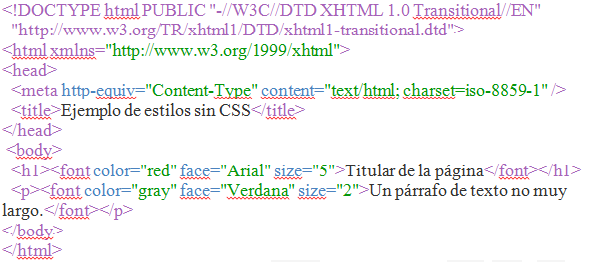 <!DOCTYPE html PUBLIC "-//W3C//DTD XHTML 1.0 Transitional//EN"
"http://www.w3.org/TR/xhtml1/DTD/xhtml1-transitional.dtd">
<html xmlns="http://www.w3.org/1999/xhtml">
<head>
<meta http-equiv="Content-Type" content="text/html; charset=iso-8859-1" />
<title>Ejemplo de estilos sin CSS</title>
</head>
<body>
<h1><font color="red" face="Arial" size="5">Titular de la página</font></h1>
<p><font color="gray" face="Verdana" size="2">Un párrafo de texto no muy
largo.</font></p>
</body>
</html>